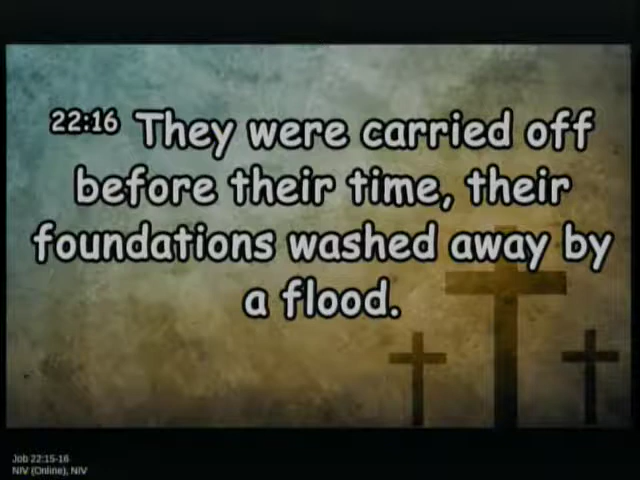 22:16 They were carried off
before their time, their
foundations washed away by
a flood.
Job 22:15-16
NIV (Online), NIV